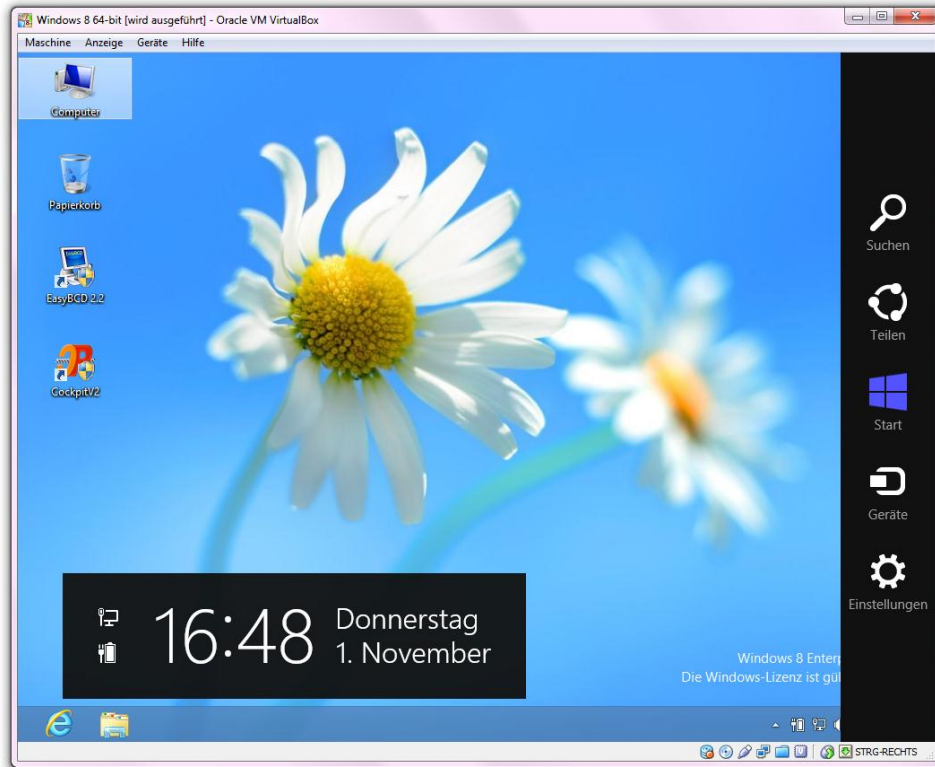 Windows 8 64-bit [wird ausgeführt] - Oracle VM VirtualBox
Maschine Anzeige Geräte Hilfe
Computer
Papierkorb
EasyBCD 2.2
CockpitV2
Suchen
Teilen
Start
Geräte
Einstellungen
16:48
Donnerstag
1. November
Windows 8 Enterp
Die Windows-Lizenz ist gül
STRG-RECHTS